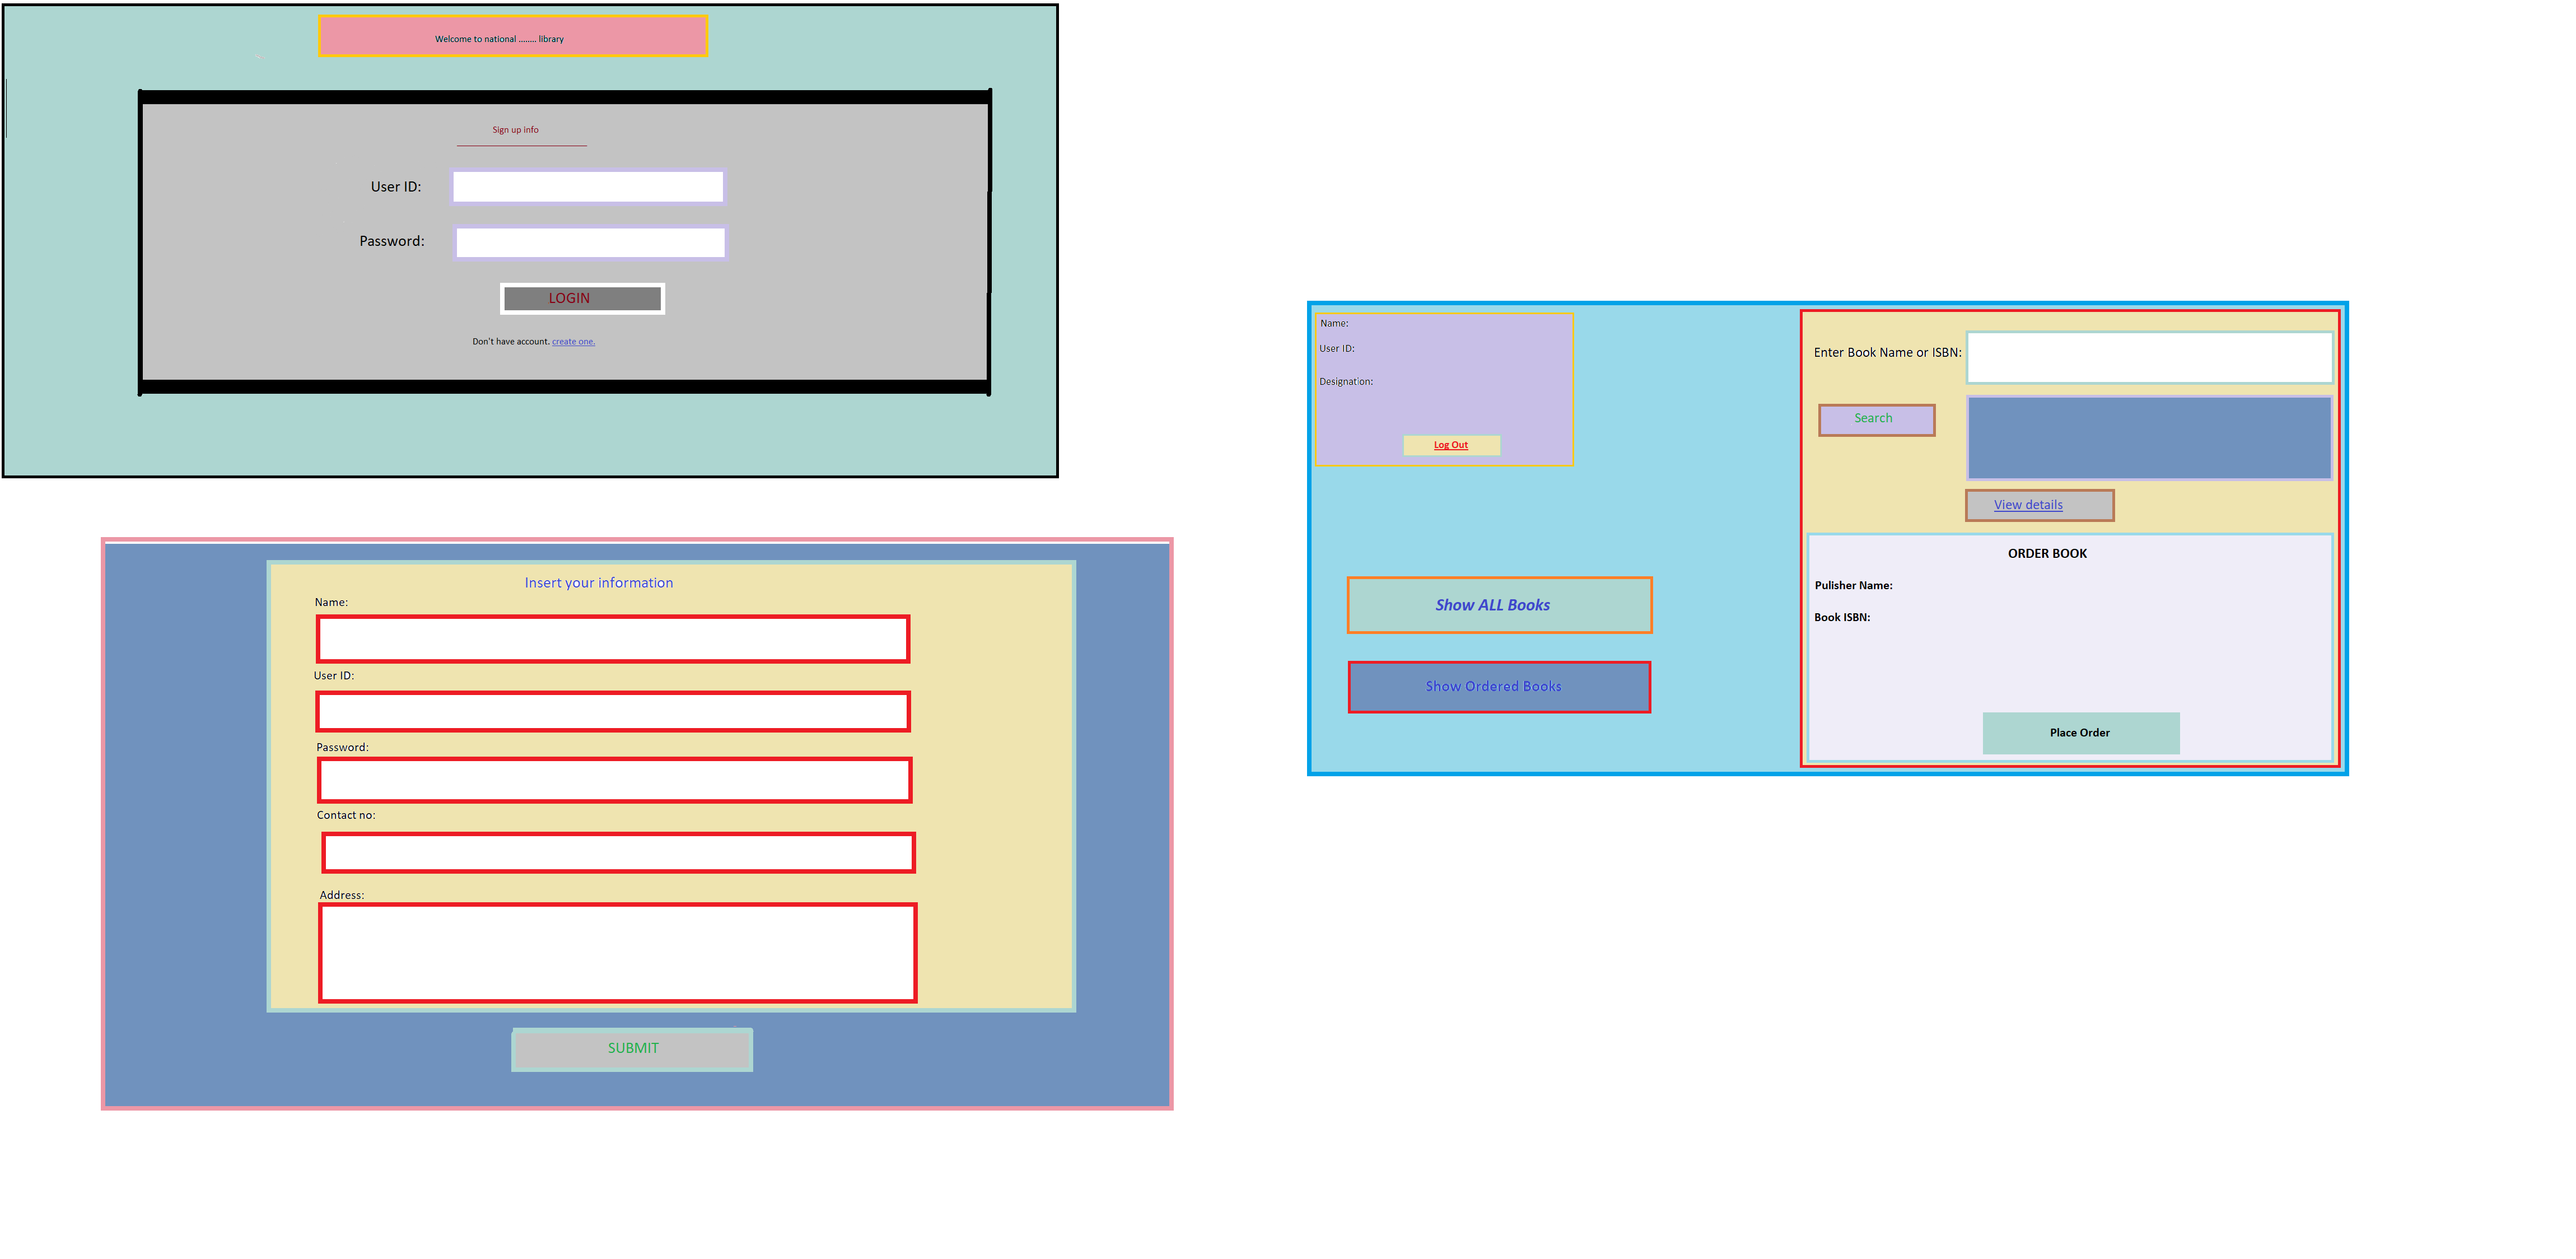 Welcome to national ........ library
Sign up info
User ID:
Password:
LOGIN
Don't have account. create one.
Insert your information
Name:
User ID:
Password:
Contact no:
Address:
SUBMIT
Name:
User ID:
Designation:
Log Out
Show ALL Books
Show Ordered Books
Enter Book Name or ISBN:
Search
View details
ORDER BOOK
Pulisher Name:
Book ISBN:
Place Order